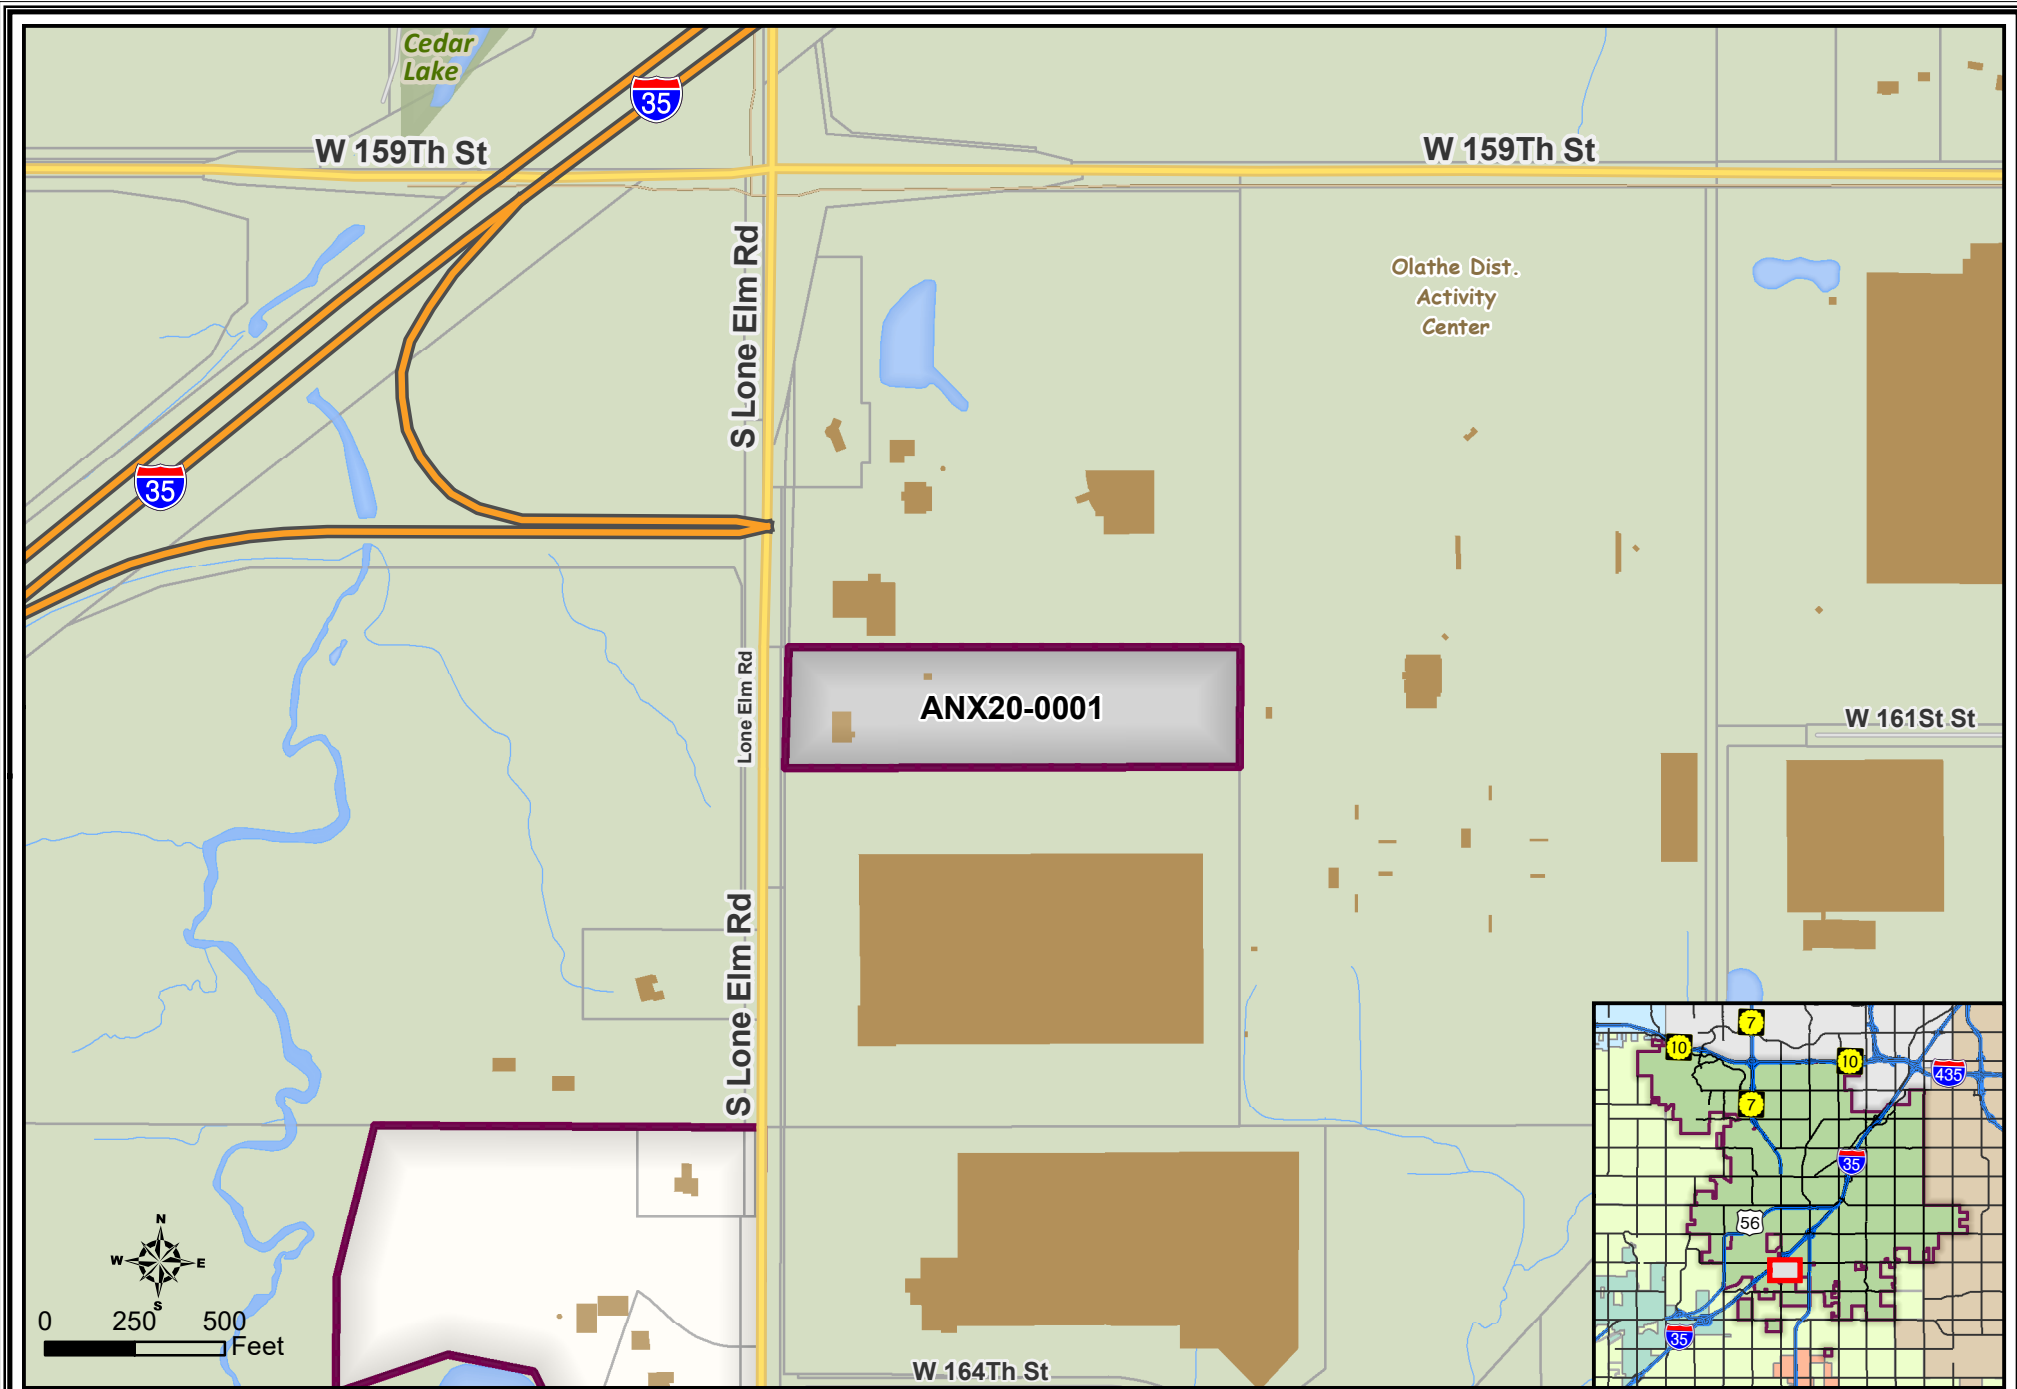 Cedar
Lake
35
W 159Th St
W 159Th St
S Lone Elm Rd
Olathe Dist.
Activity
Center
35
Lone Elm Rd
ANX20-0001
W 161St St
S Lone Elm Rd
7
10
10
435
7
35
56
35
N
W E
S
0 250 500
Feet
W 164Th St